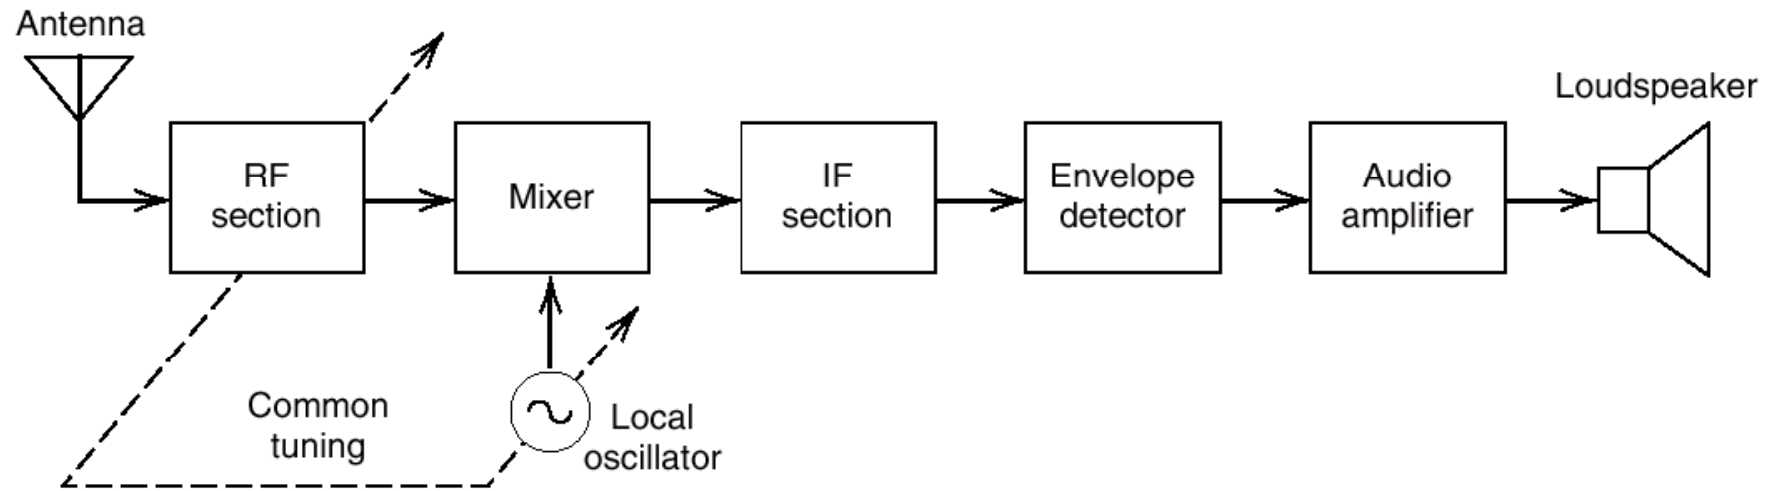 Antenna
Loudspeaker
RF
section
Mixer
IF
section
Envelope
detector
Audio
amplifier
Common
tuning
Local
oscillator